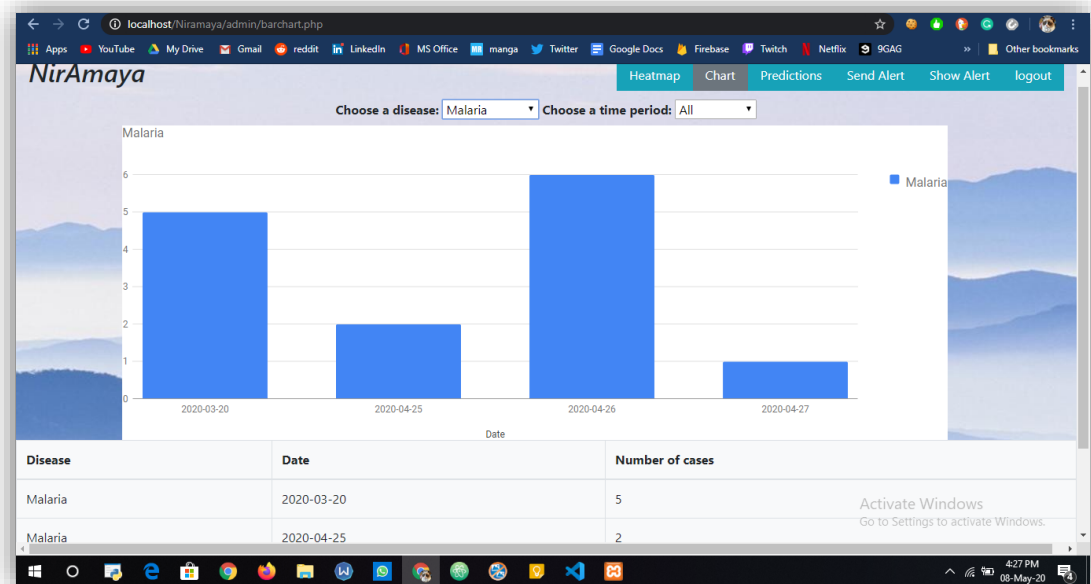 localhost/Niramaya/admin/barchart.php
Apps YouTube My Drive Gmail reddit LinkedIn MS Office manga Twitter Google Docs Firebase Twitch Netflix 9GAG » Other bookmarks
NirAmaya Heatmap Chart Predictions Send Alert Show Alert logout
Choose a disease: Malaria Choose a time period: All
Malaria
Malaria
6
5
4
3
2
1
0
2020-03-20 2020-04-25 2020-04-26 2020-04-27
Date
Disease Date Number of cases
Malaria 2020-03-20 5
Activate Windows
Go to Settings to activate Windows.
Malaria 2020-04-25 2
4:27 PM
08-May-20
4